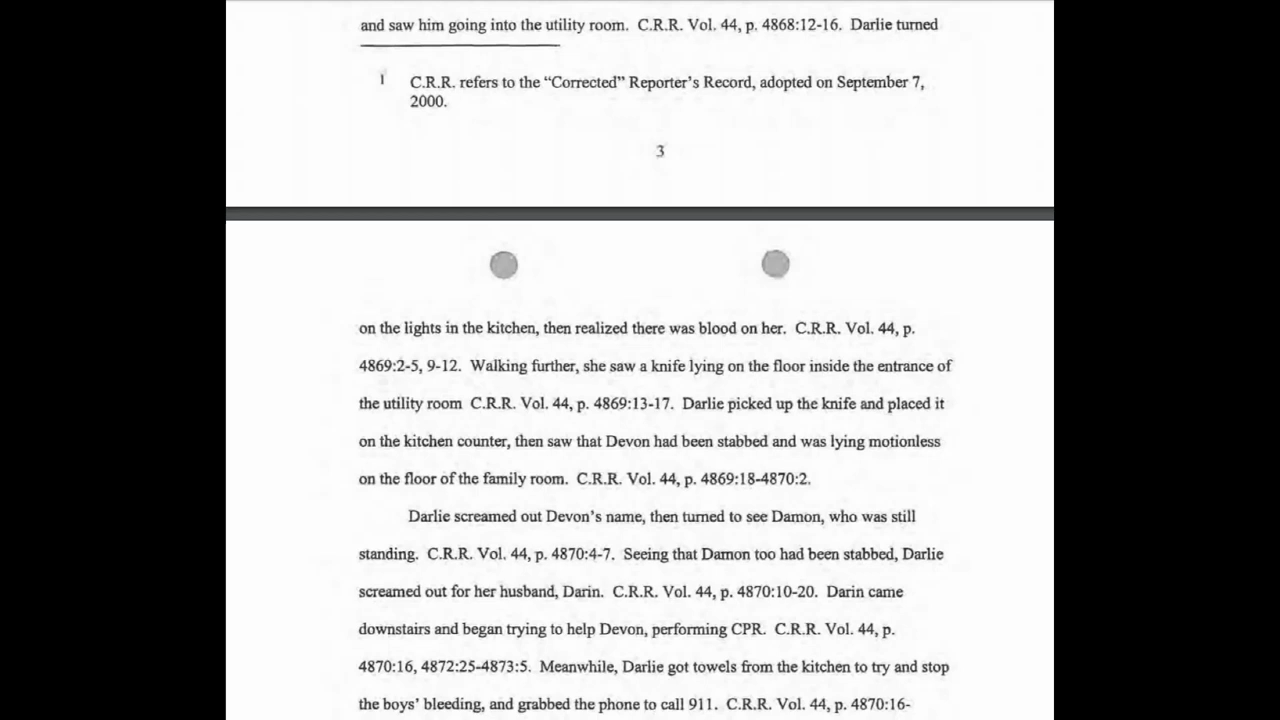 and saw him going into the utility room. C.R.R. Vol. 44, p. 4868:12-16. Darlie turned
1 C.R.R. refers to the “Corrected” Reporter’s Record, adopted on September 7,
2000.
3
on the lights in the kitchen, then realized there was blood on her. C.R.R. Vol. 44, p.
4869:2-5, 9-12. Walking further, she saw a knife lying on the floor inside the entrance of
the utility room C.R.R. Vol. 44, p. 4869:13-17. Darlie picked up the knife and placed it
on the kitchen counter, then saw that Devon had been stabbed and was lying motionless
on the floor of the family room. C.R.R. Vol. 44, p. 4869:18-4870:2.
Darlie screamed out Devon’s name, then turned to see Damon, who was still
standing. C.R.R. Vol. 44, p. 4870:4-7. Seeing that Damon too had been stabbed, Darlie
screamed out for her husband, Darin. C.R.R. Vol. 44, p. 4870:10-20. Darin came
downstairs and began trying to help Devon, performing CPR. C.R.R. Vol. 44, p.
4870:16, 4872:25-4873:5. Meanwhile, Darlie got towels from the kitchen to try and stop
the boys’ bleeding, and grabbed the phone to call 911. C.R.R. Vol. 44, p. 4870:16-